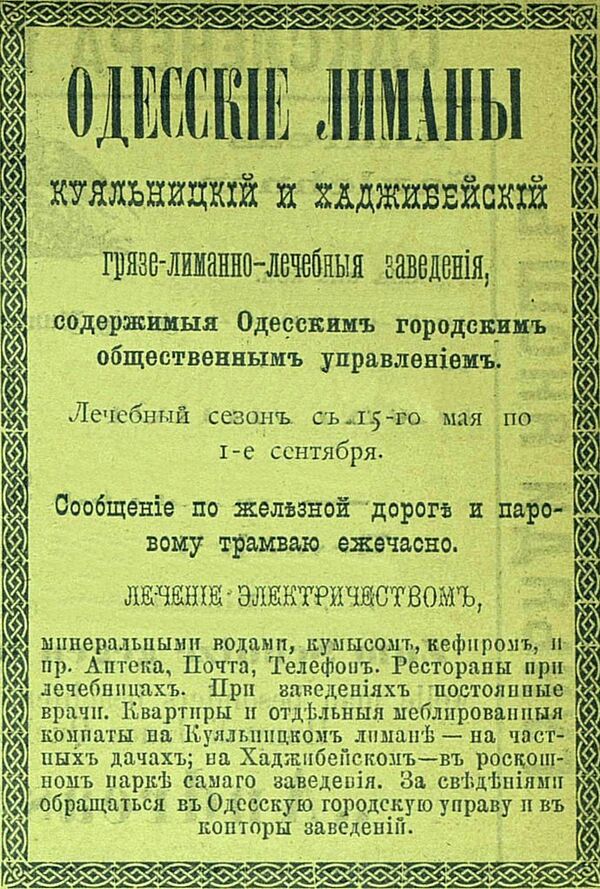 ОДЕССКІЕ ЛИМАНЫ
КУЯЛЬНИЦКІЙ И ХАДЖИБЕЙСКІЙ
грязе-лиманно-лечебныя заведенія,
содержимыя Одесскимъ городскимъ
общественнымъ управленіемъ.
Лечебный сезонъ съ 15-го мая по
1-е сентября.
Сообщеніе по желѣзной дорогѣ и паро-
вому трамваю ежечасно.
ЛЕЧЕНІЕ ЭЛЕКТРИЧЕСТВОМЪ,
минеральными водами, кумысомъ, кефиромъ, и
пр. Аптека, Почта, Телефонъ. Рестораны при
лечебницахъ. При заведеніяхъ постоянные
врачи. Квартиры и отдѣльныя меблированныя
комнаты на Куяльницкомъ лиманѣ — на част-
ныхъ дачахъ; на Хаджибейскомъ—въ роскош-
номъ паркѣ самаго заведенія. За свѣдѣніями
обращаться въ Одесскую городскую управу и въ
конторы заведеній.